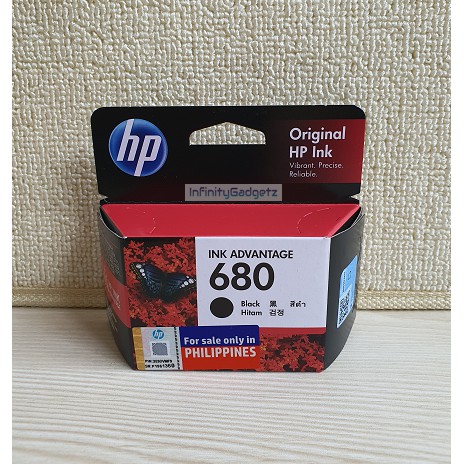 hp
Original
HP Ink
Vibrant. Precise.
Reliable.
InfinityGadgetz
INK ADVANTAGE
680
Black 黑 สีดำ
Hitam 검정
hp
For sale only in
PHILIPPINES